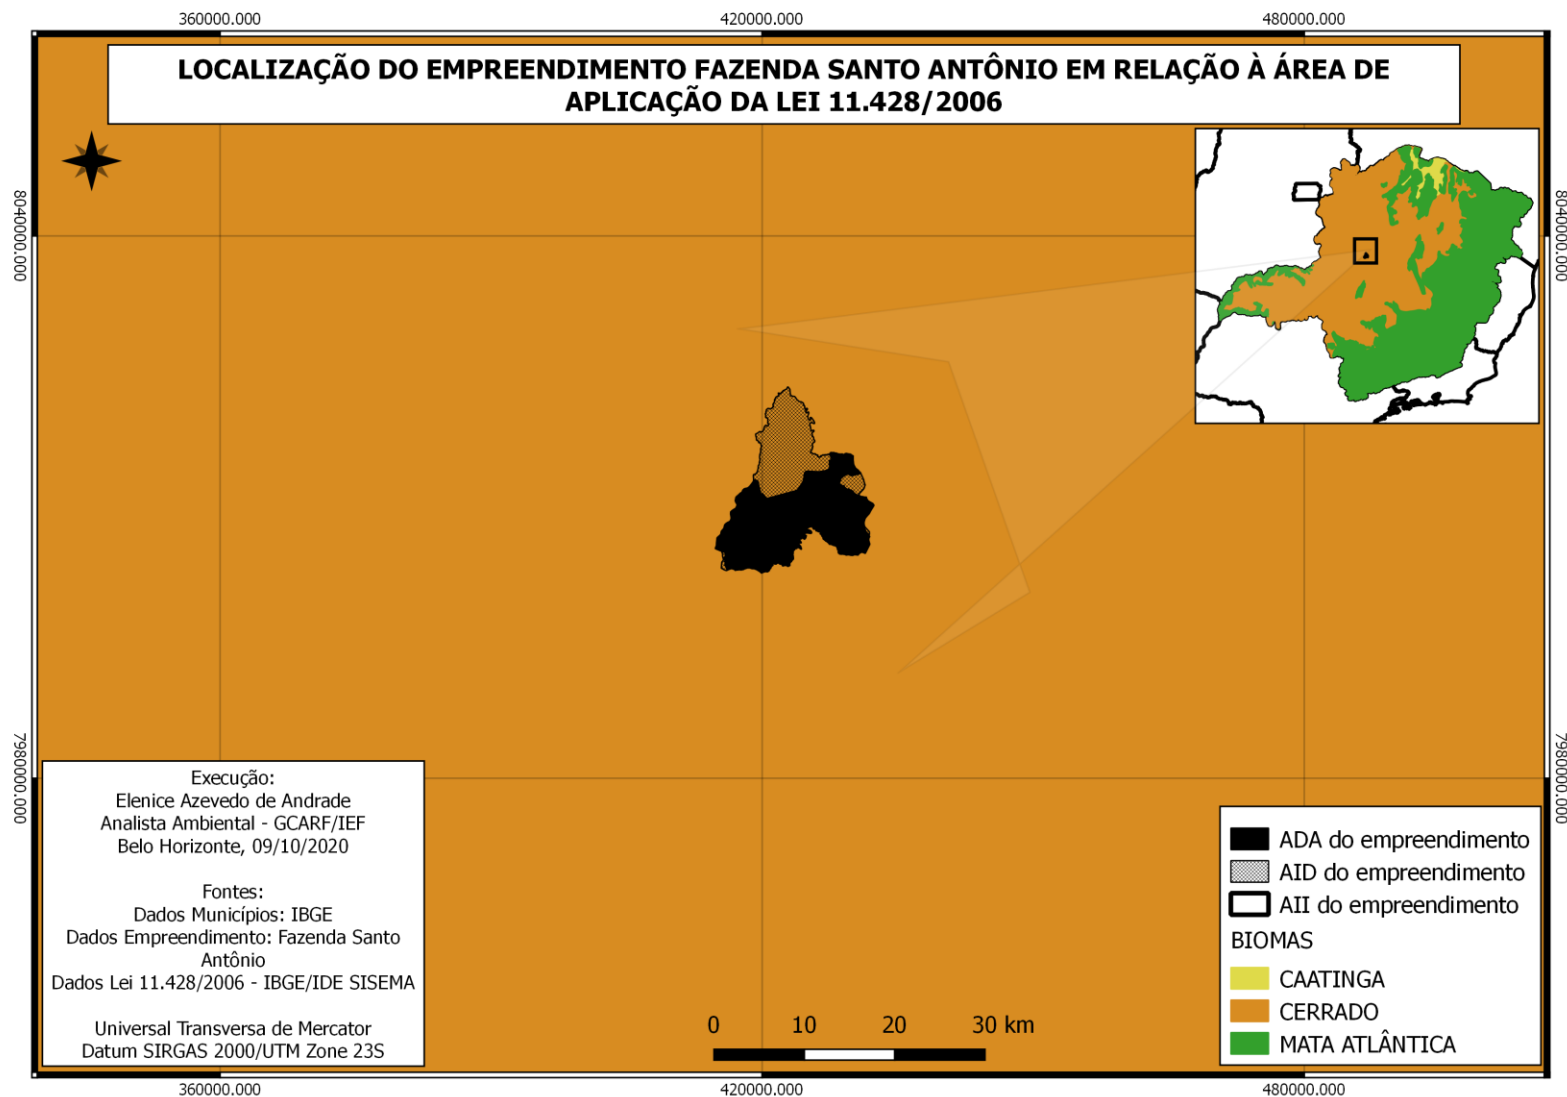 360000.000
420000.000
480000.000
LOCALIZAÇÃO DO EMPREENDIMENTO FAZENDA SANTO ANTÔNIO EM RELAÇÃO À ÁREA DE
APLICAÇÃO DA LEI 11.428/2006
8040000.000
8040000.000
7980000.000
7980000.000
Execução:
Elenice Azevedo de Andrade
Analista Ambiental - GCARF/IEF
Belo Horizonte, 09/10/2020
Fontes:
Dados Municípios: IBGE
Dados Empreendimento: Fazenda Santo
Antônio
Dados Lei 11.428/2006 - IBGE/IDE SISEMA
Universal Transversa de Mercator
Datum SIRGAS 2000/UTM Zone 23S
0 10 20 30 km
ADA do empreendimento
AID do empreendimento
AII do empreendimento
BIOMAS
CAATINGA
CERRADO
MATA ATLÂNTICA
360000.000
420000.000
480000.000